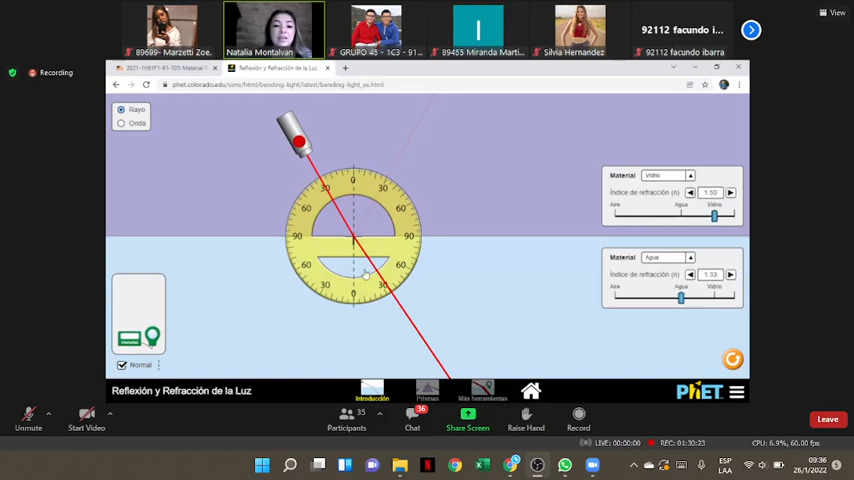 89699- Marzetti Zoe.
Natalia Montalvan
GRUPO 45 - 1C3 - 91...
89455 Miranda Marti...
Silvia Hernandez
92112 facundo ibarra
92112 facundo ibarra
I
View
Recording
Reflexión y Refracción de la Luz
phet.colorado.edu/sims/html/bending-light/latest/bending-light_es.html
Rayo
Onda
0
30
30
60
60
90
90
60
60
30
30
0
Material
Vidrio
Índice de refracción (n)
1.50
Aire
Agua
Vidrio
Material
Agua
Índice de refracción (n)
1.33
Aire
Agua
Vidrio
Normal
Reflexión y Refracción de la Luz
Introducción
Prismas
Más herramientas
PhET
Unmute
Start Video
35
Participants
36
Chat
Share Screen
Raise Hand
Record
Leave
LIVE: 00:00:00
REC: 01:30:23
CPU: 6.9%, 60.00 fps
ESP
LAA
09:36
26/1/2022